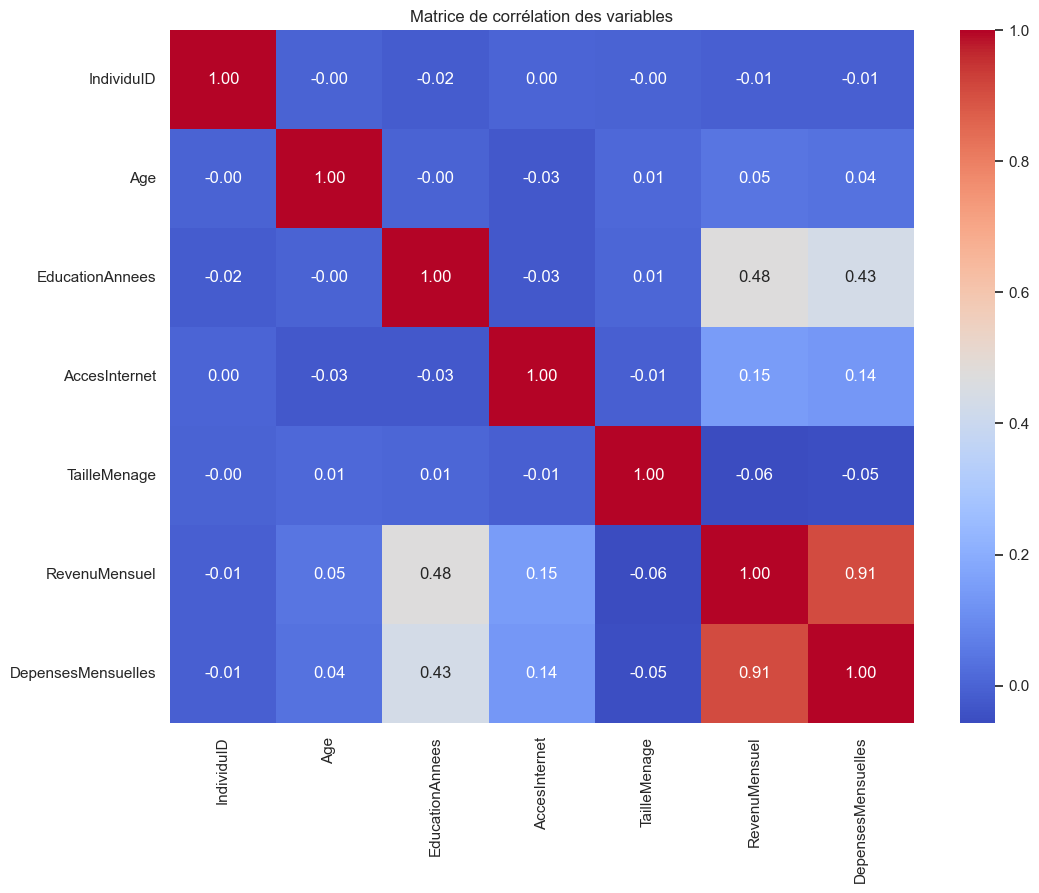 Matrice de corrélation des variables
IndividuID 1.00 -0.00 -0.02 0.00 -0.00 -0.01 -0.01
Age -0.00 1.00 -0.00 -0.03 0.01 0.05 0.04
EducationAnnees -0.02 -0.00 1.00 -0.03 0.01 0.48 0.43
AccesInternet 0.00 -0.03 -0.03 1.00 -0.01 0.15 0.14
TailleMenage -0.00 0.01 0.01 -0.01 1.00 -0.06 -0.05
RevenuMensuel -0.01 0.05 0.48 0.15 -0.06 1.00 0.91
DepensesMensuelles -0.01 0.04 0.43 0.14 -0.05 0.91 1.00
IndividuID
Age
EducationAnnees
AccesInternet
TailleMenage
RevenuMensuel
DepensesMensuelles
1.0
0.8
0.6
0.4
0.2
0.0